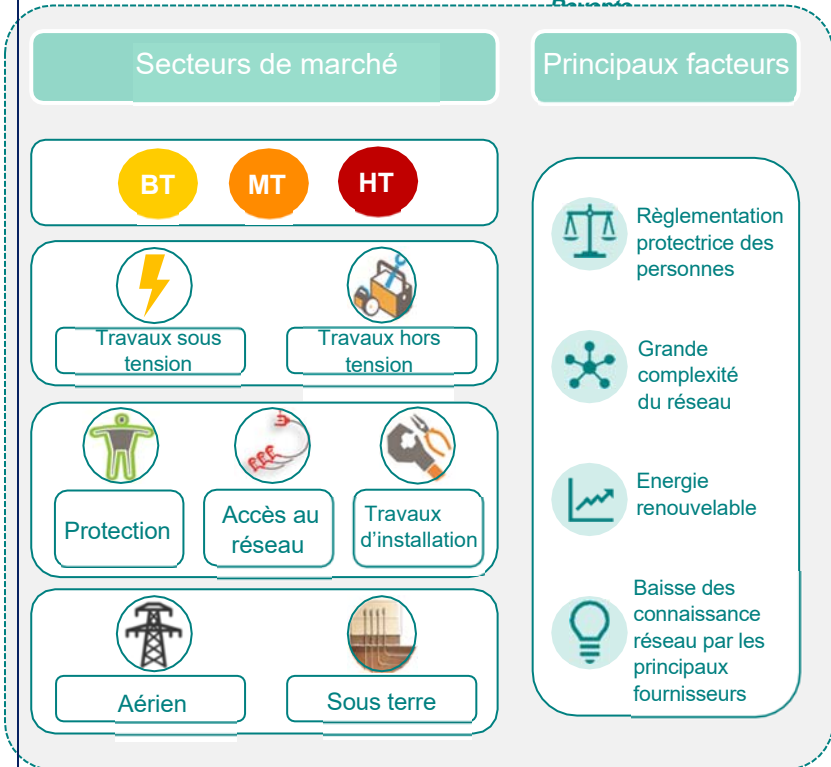 Secteurs de marché
Principaux facteurs
BT
MT
HT
Travaux sous
tension
Travaux hors
tension
Protection
Accès au
réseau
Travaux
d’installation
Aérien
Sous terre
Règlementation
protectrice des
personnes
Grande
complexité
du réseau
Energie
renouvelable
Baisse des
connaissance
réseau par les
principaux
fournisseurs